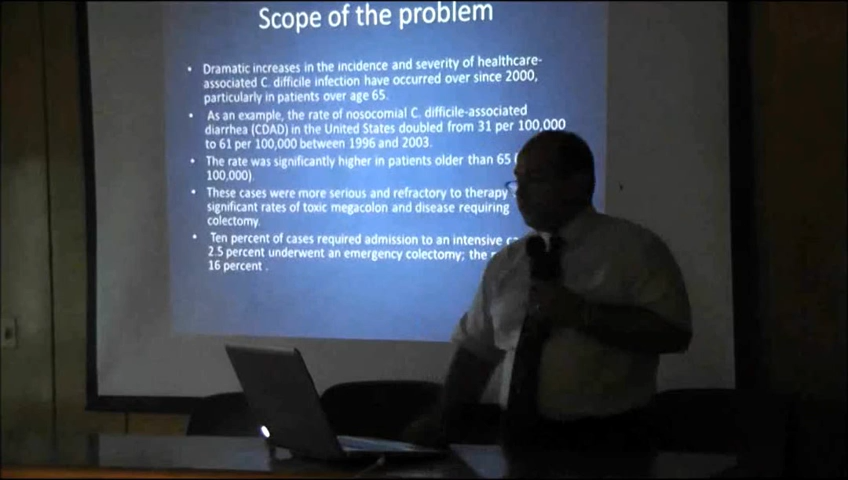 Scope of the problem
• Dramatic increases in the incidence and severity of healthcare-
associated C. difficile infection have occurred over since 2000,
particularly in patients over age 65.
• As an example, the rate of nosocomial C. difficile-associated
diarrhea (CDAD) in the United States doubled from 31 per 100,000
to 61 per 100,000 between 1996 and 2003.
• The rate was significantly higher in patients older than 65 (
100,000).
• These cases were more serious and refractory to therapy
significant rates of toxic megacolon and disease requiring
colectomy.
• Ten percent of cases required admission to an intensive
2.5 percent underwent an emergency colectomy; the
16 percent .